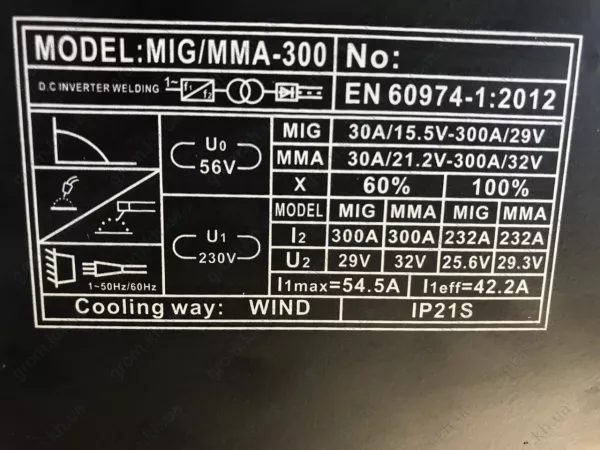 MODEL:MIG/MMA-300 No:
D.C INVERTER WELDING 1~ f1 f2 EN 60974-1:2012
U0 56V
MIG 30A/15.5V-300A/29V
MMA 30A/21.2V-300A/32V
X 60% 100%
MODEL MIG MMA MIG MMA
U1 230V
I2 300A 300A 232A 232A
U2 29V 32V 25.6V 29.3V
1~50Hz/60Hz
I1max=54.5A I1eff=42.2A
Cooling way: WIND IP21S